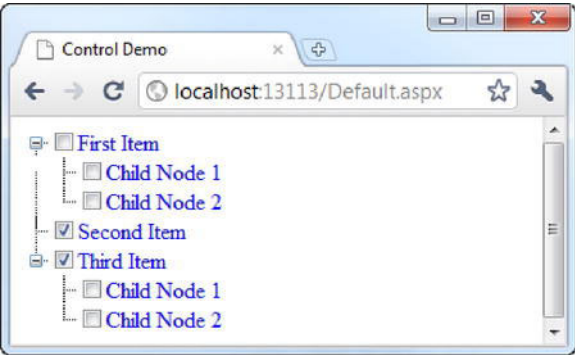 Control Demo
localhost:13113/Default.aspx
First Item
Child Node 1
Child Node 2
Second Item
Third Item
Child Node 1
Child Node 2